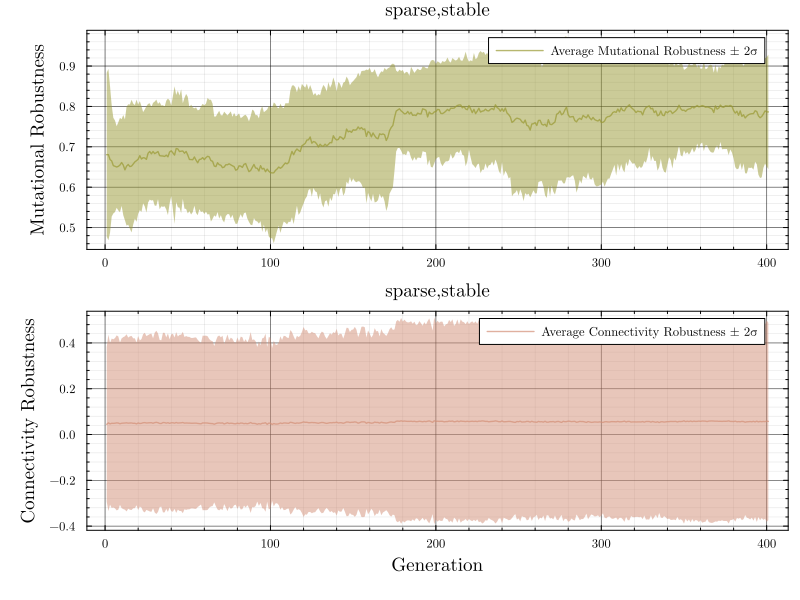 sparse,stable
Average Mutational Robustness ± 2σ
Mutational Robustness
0.9
0.8
0.7
0.6
0.5
0 100 200 300 400
sparse,stable
Average Connectivity Robustness ± 2σ
Connectivity Robustness
0.4
0.2
0.0
−0.2
−0.4
0 100 200 300 400
Generation